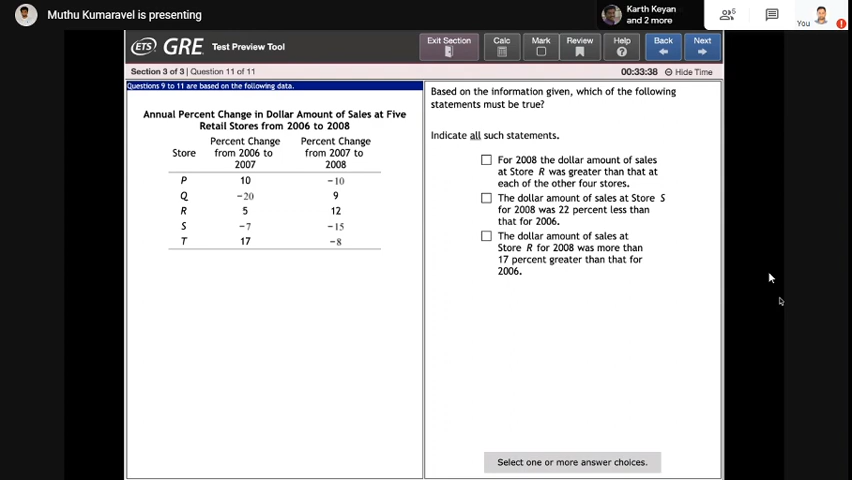 Muthu Kumaravel is presenting
Karth Keyan
and 2 more
5
You
ETS GRE Test Preview Tool
Exit Section
Calc
Mark
Review
Help
Back
Next
Section 3 of 3 | Question 11 of 11
00:33:38 Hide Time
Questions 9 to 11 are based on the following data.
Annual Percent Change in Dollar Amount of Sales at Five
Retail Stores from 2006 to 2008
Percent Change Percent Change
Store from 2006 to from 2007 to
2007 2008
P 10 −10
Q −20 9
R 5 12
S −7 −15
T 17 −8
Based on the information given, which of the following
statements must be true?
Indicate all such statements.
For 2008 the dollar amount of sales
at Store R was greater than that at
each of the other four stores.
The dollar amount of sales at Store S
for 2008 was 22 percent less than
that for 2006.
The dollar amount of sales at
Store R for 2008 was more than
17 percent greater than that for
2006.
Select one or more answer choices.